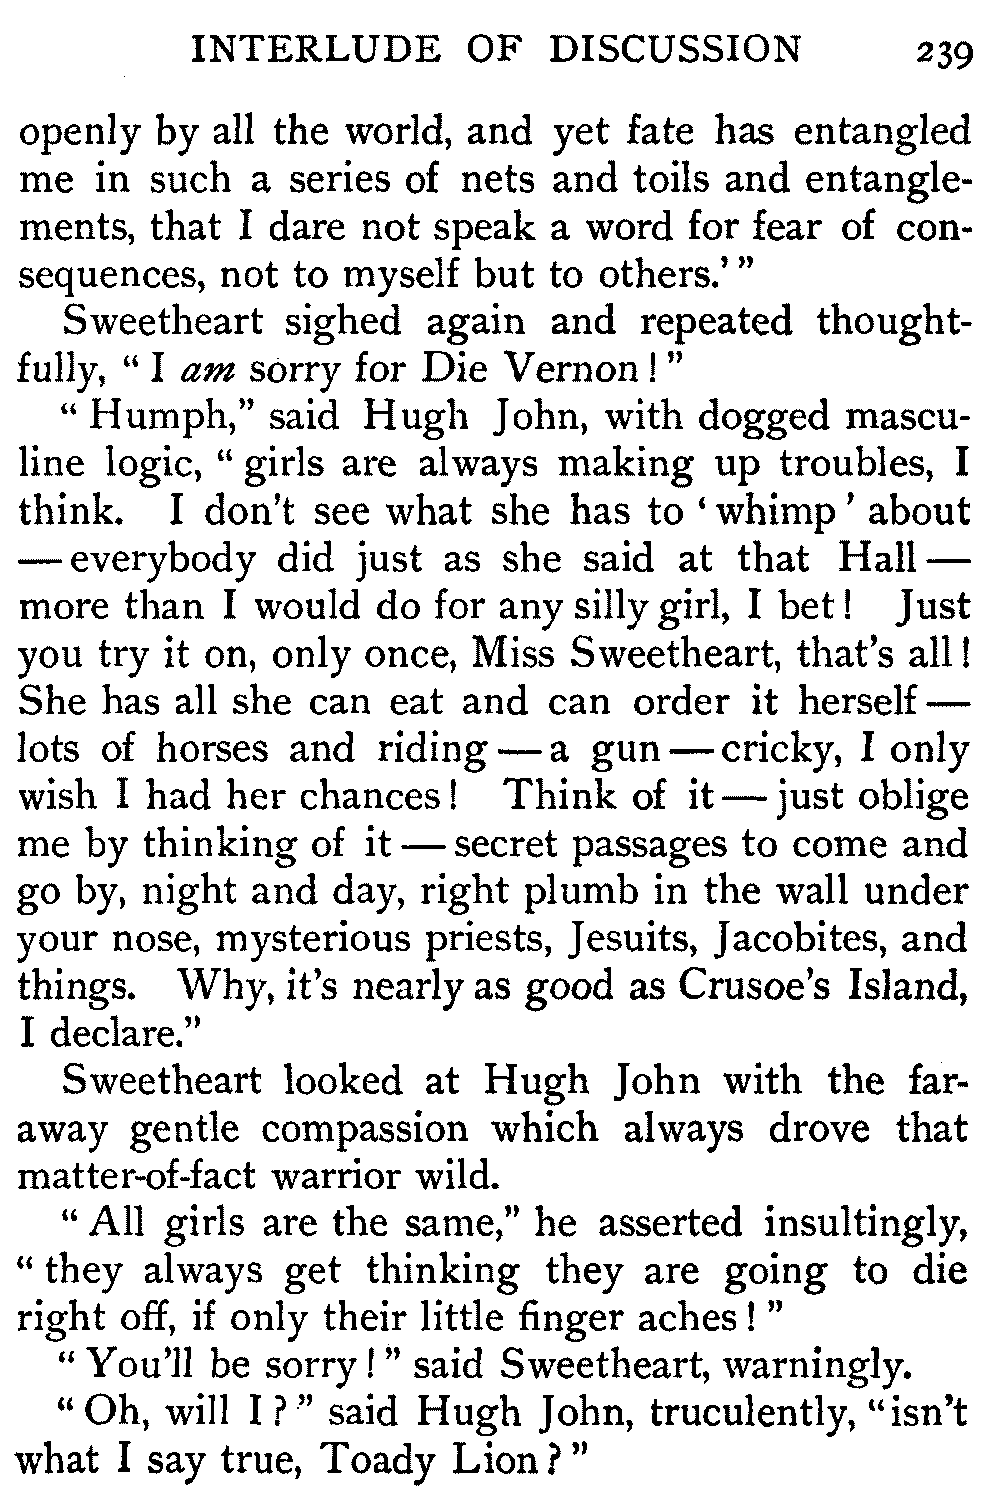 INTERLUDE OF DISCUSSION 239
openly by all the world, and yet fate has entangled
me in such a series of nets and toils and entangle-
ments, that I dare not speak a word for fear of con-
sequences, not to myself but to others.’”
Sweetheart sighed again and repeated thought-
fully, “I am sorry for Die Vernon!”
“Humph,” said Hugh John, with dogged mascu-
line logic, “girls are always making up troubles, I
think. I don’t see what she has to ‘whimp’ about
—everybody did just as she said at that Hall—
more than I would do for any silly girl, I bet! Just
you try it on, only once, Miss Sweetheart, that’s all!
She has all she can eat and can order it herself—
lots of horses and riding—a gun—cricky, I only
wish I had her chances! Think of it—just oblige
me by thinking of it—secret passages to come and
go by, night and day, right plumb in the wall under
your nose, mysterious priests, Jesuits, Jacobites, and
things. Why, it’s nearly as good as Crusoe’s Island,
I declare.”
Sweetheart looked at Hugh John with the far-
away gentle compassion which always drove that
matter-of-fact warrior wild.
“All girls are the same,” he asserted insultingly,
“they always get thinking they are going to die
right off, if only their little finger aches!”
“You’ll be sorry!” said Sweetheart, warningly.
“Oh, will I?” said Hugh John, truculently, “isn’t
what I say true, Toady Lion?”